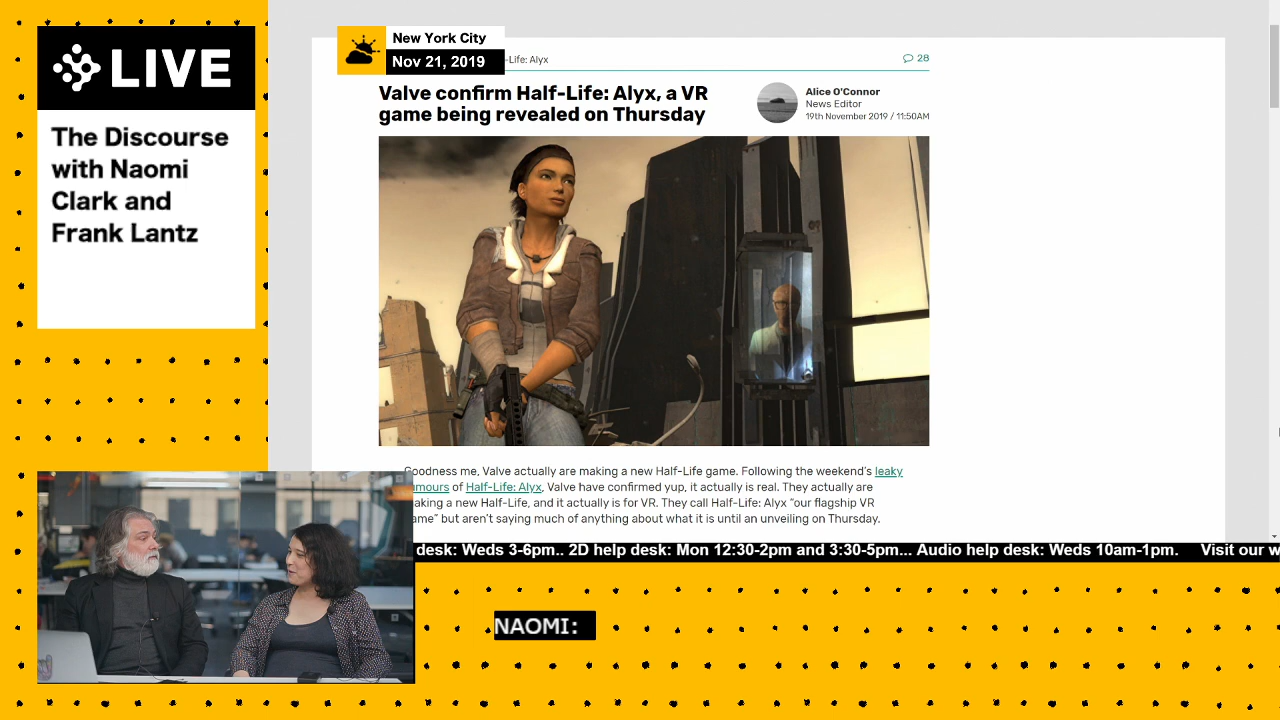 LIVE
The Discourse
with Naomi
Clark and
Frank Lantz
New York City
Nov 21, 2019
-Life: Alyx
28
Valve confirm Half-Life: Alyx, a VR
game being revealed on Thursday
Alice O'Connor
News Editor
19th November 2019 / 11:50AM
Goodness me, Valve actually are making a new Half-Life game. Following the weekend's leaky
umours of Half-Life: Alyx, Valve have confirmed yup, it actually is real. They actually are
aking a new Half-Life, and it actually is for VR. They call Half-Life: Alyx "our flagship VR
ame" but aren't saying much of anything about what it is until an unveiling on Thursday.
desk: Weds 3-6pm.. 2D help desk: Mon 12:30-2pm and 3:30-5pm... Audio help desk: Weds 10am-1pm. Visit our w
NAOMI: